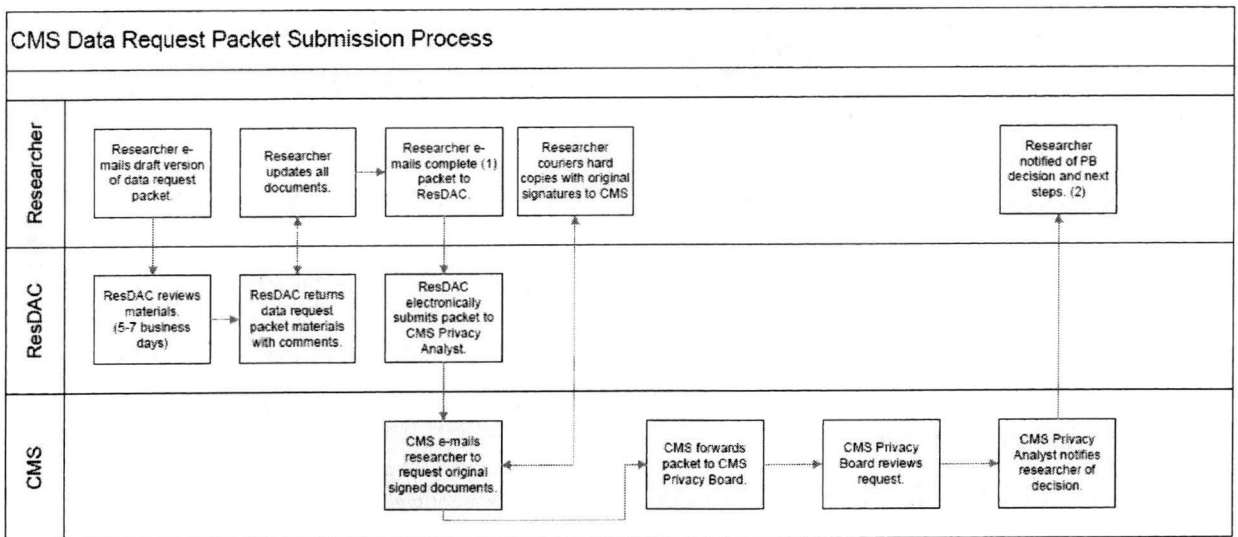 CMS Data Request Packet Submission Process
Researcher
Researcher e-
mails draft version
of data request
packet.
Researcher
updates all
documents.
Researcher e-
mails complete (1)
packet to
ResDAC.
Researcher
couriers hard
copies with original
signatures to CMS
Researcher
notified of PB
decision and next
steps. (2)
ResDAC
ResDAC reviews
materials.
(5-7 business
days)
ResDAC returns
data request
packet materials
with comments.
ResDAC
electronically
submits packet to
CMS Privacy
Analyst.
CMS
CMS e-mails
researcher to
request original
signed documents.
CMS forwards
packet to CMS
Privacy Board.
CMS Privacy
Board reviews
request.
CMS Privacy
Analyst notifies
researcher of
decision.